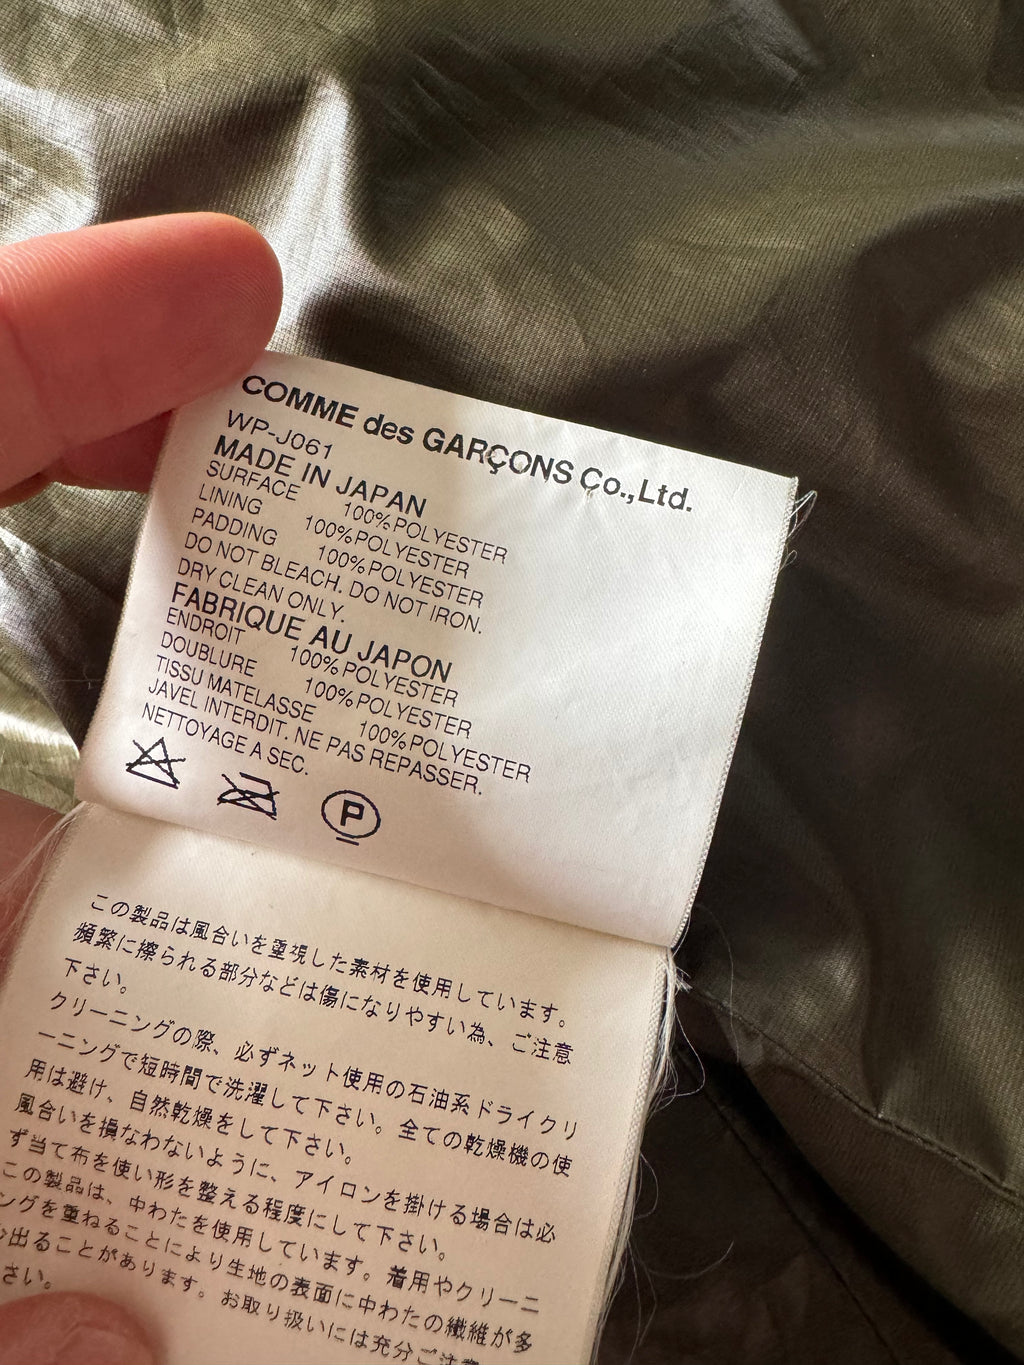 COMME des GARÇONS Co.,Ltd.
WP-J061
MADE IN JAPAN
SURFACE 100%POLYESTER
LINING 100%POLYESTER
PADDING 100%POLYESTER
DO NOT BLEACH. DO NOT IRON.
DRY CLEAN ONLY.
FABRIQUE AU JAPON
ENDROIT 100%POLYESTER
DOUBLURE 100%POLYESTER
TISSU MATELASSE 100%POLYESTER
JAVEL INTERDIT. NE PAS REPASSER.
NETTOYAGE A SEC.
P
この製品は風合いを重視した素材を使用しています。
頻繁に擦られる部分などは傷になりやすい為、ご注意
下さい。
クリーニングの際、必ずネット使用の石油系ドライクリ
ーニングで短時間で洗濯して下さい。全ての乾燥機の使
用は避け、自然乾燥をして下さい。
風合いを損なわないように、アイロンを掛ける場合は必
ず当て布を使い形を整える程度にして下さい。
この製品は、中わたを使用しています。着用やクリーニ
ングを重ねることにより生地の表面に中わたの繊維が多
少出ることがあります。お取り扱いには充分ご注意
さい。